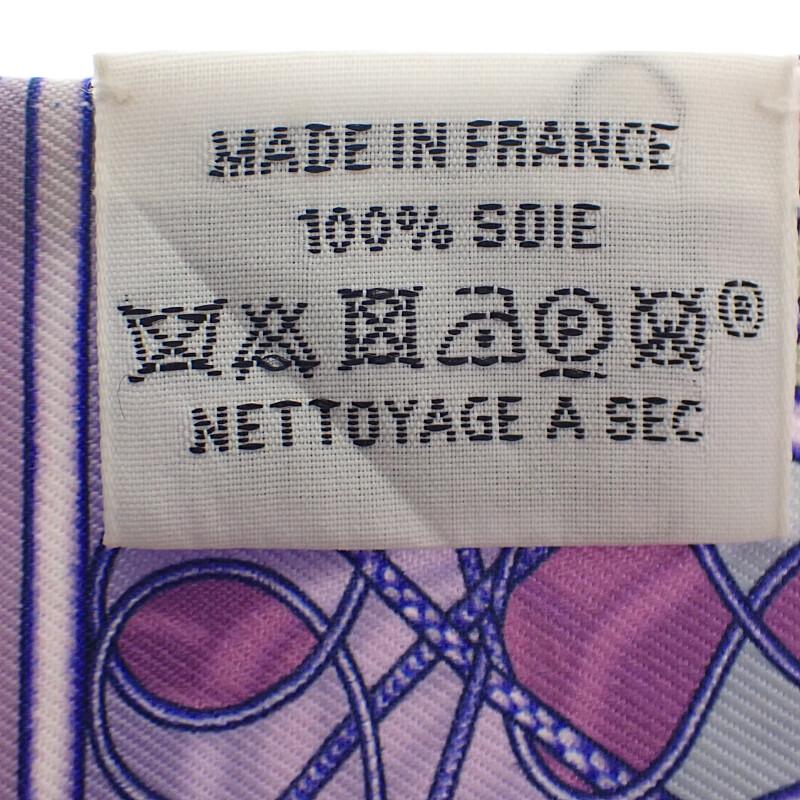 MADE IN FRANCE
100% SOIE
P W ®
NETTOYAGE A SEC